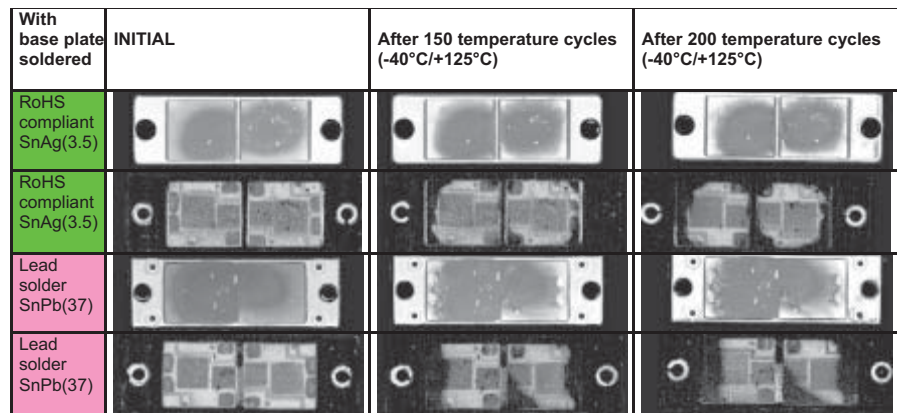 With
base plate
soldered
INITIAL
After 150 temperature cycles
(-40°C/+125°C)
After 200 temperature cycles
(-40°C/+125°C)
RoHS
compliant
SnAg(3.5)
RoHS
compliant
SnAg(3.5)
Lead
solder
SnPb(37)
Lead
solder
SnPb(37)